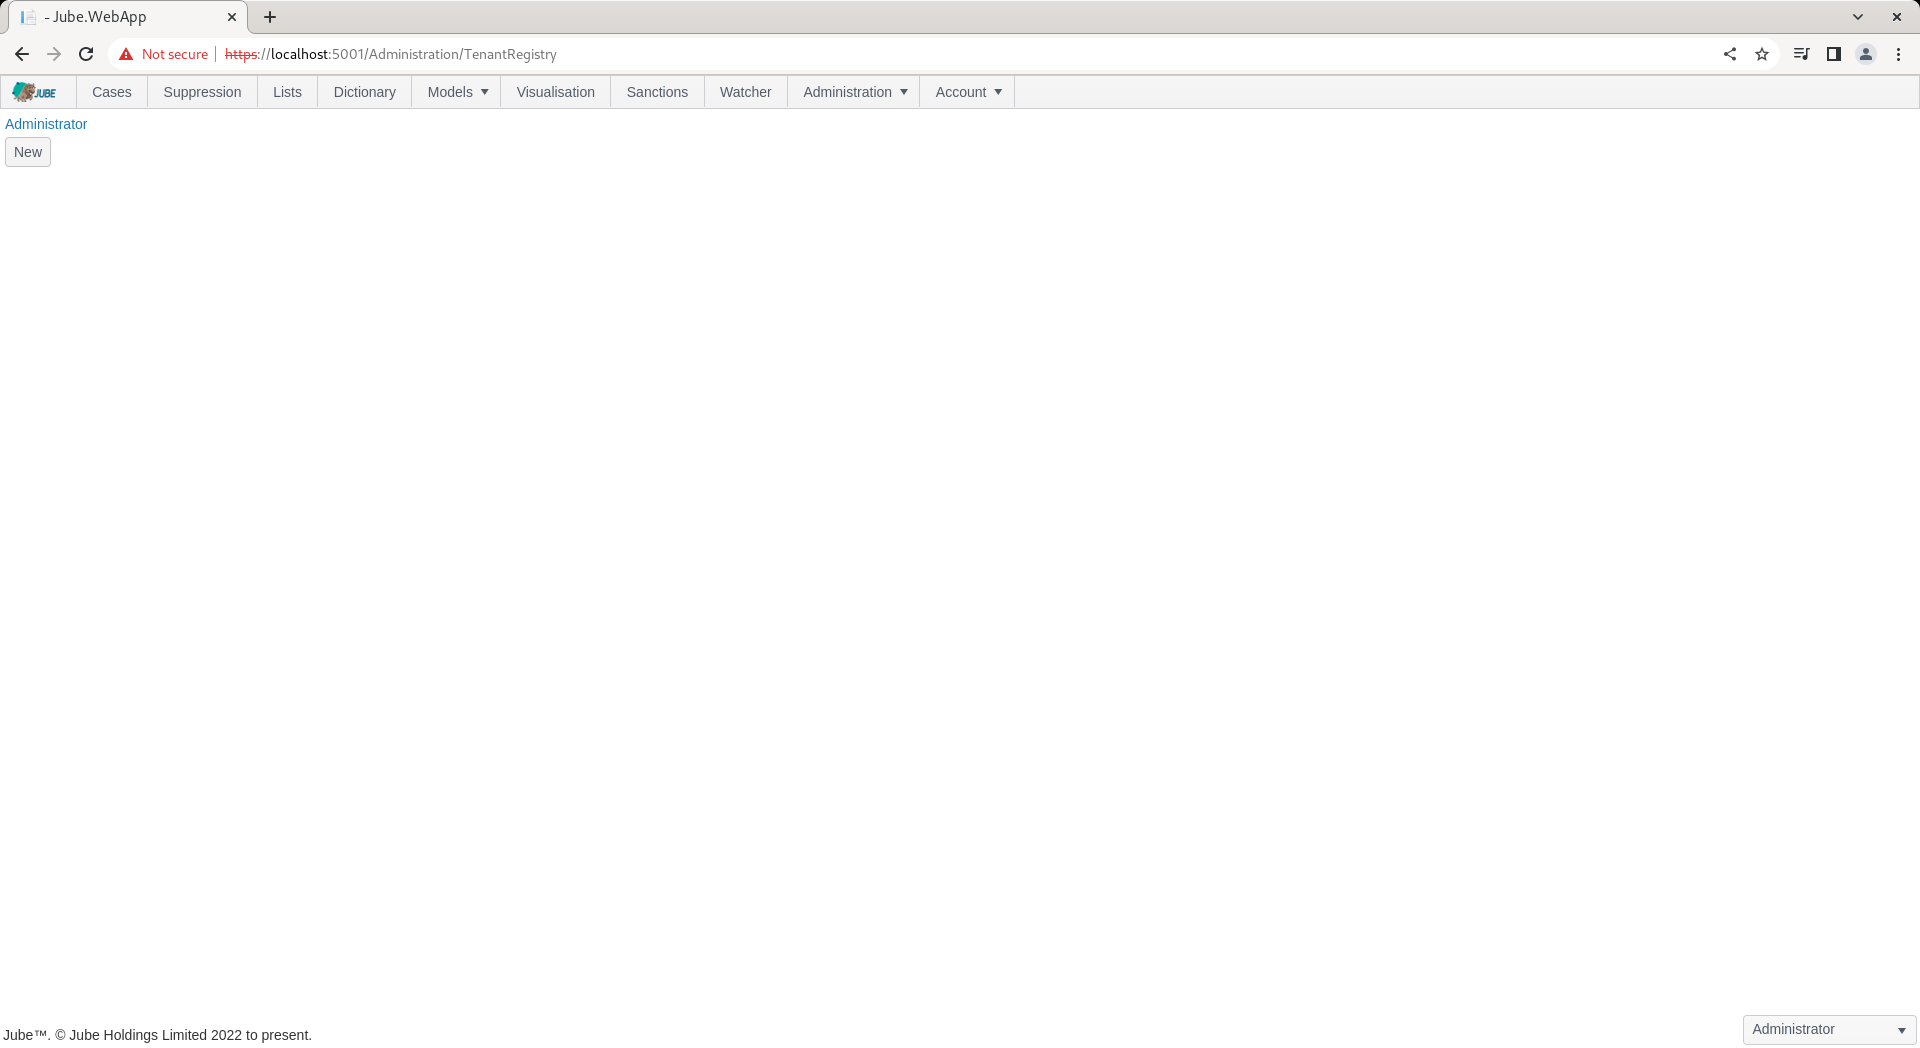 - Jube.WebApp
Not secure https://localhost:5001/Administration/TenantRegistry
JUBE Cases Suppression Lists Dictionary Models Visualisation Sanctions Watcher Administration Account
Administrator
New
Jube™. © Jube Holdings Limited 2022 to present.
Administrator